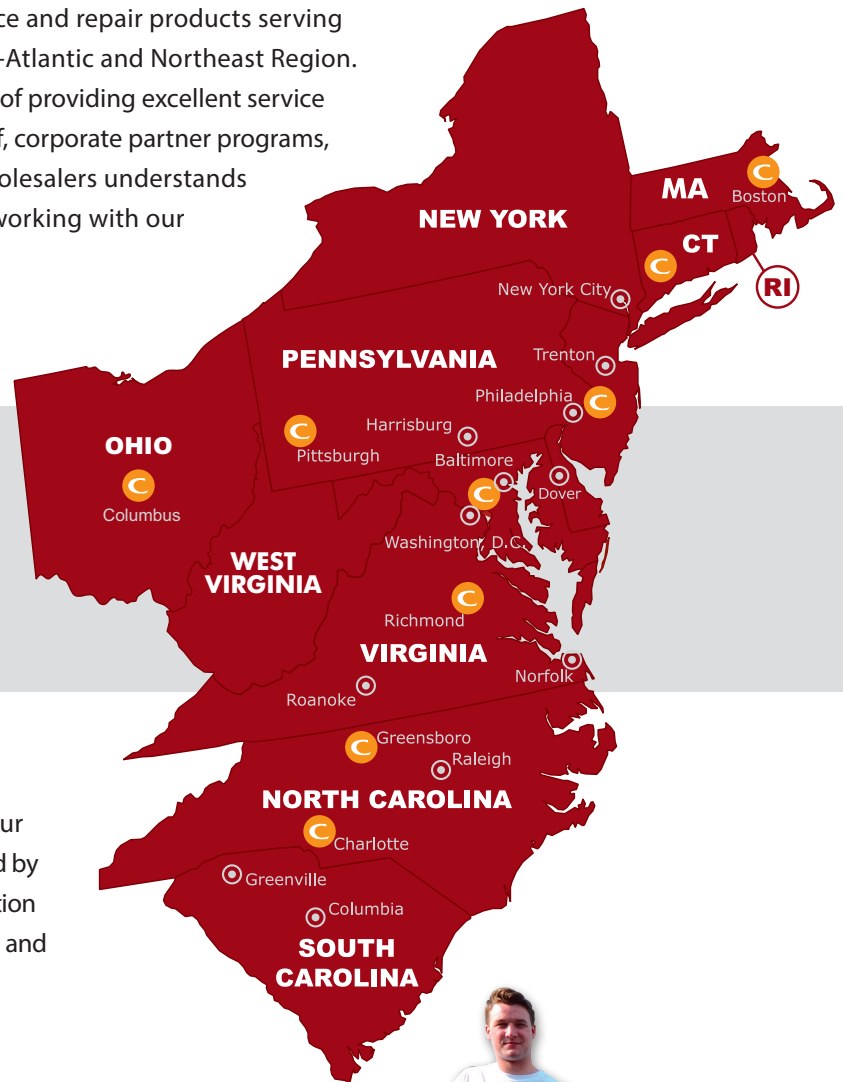 ce and repair products serving
-Atlantic and Northeast Region.
of providing excellent service
f, corporate partner programs,
olesalers understands
working with our
NEW YORK
MA
Boston
CT
RI
New York City
PENNSYLVANIA
Trenton
Philadelphia
Harrisburg
Pittsburgh
OHIO
Columbus
Baltimore
Dover
Washington, D.C.
WEST
VIRGINIA
Richmond
VIRGINIA
Norfolk
Roanoke
Greensboro
Raleigh
NORTH CAROLINA
Charlotte
Greenville
Columbia
SOUTH
CAROLINA
ur
d by
tion
and
C
C
C
C
C
C
C
C
C